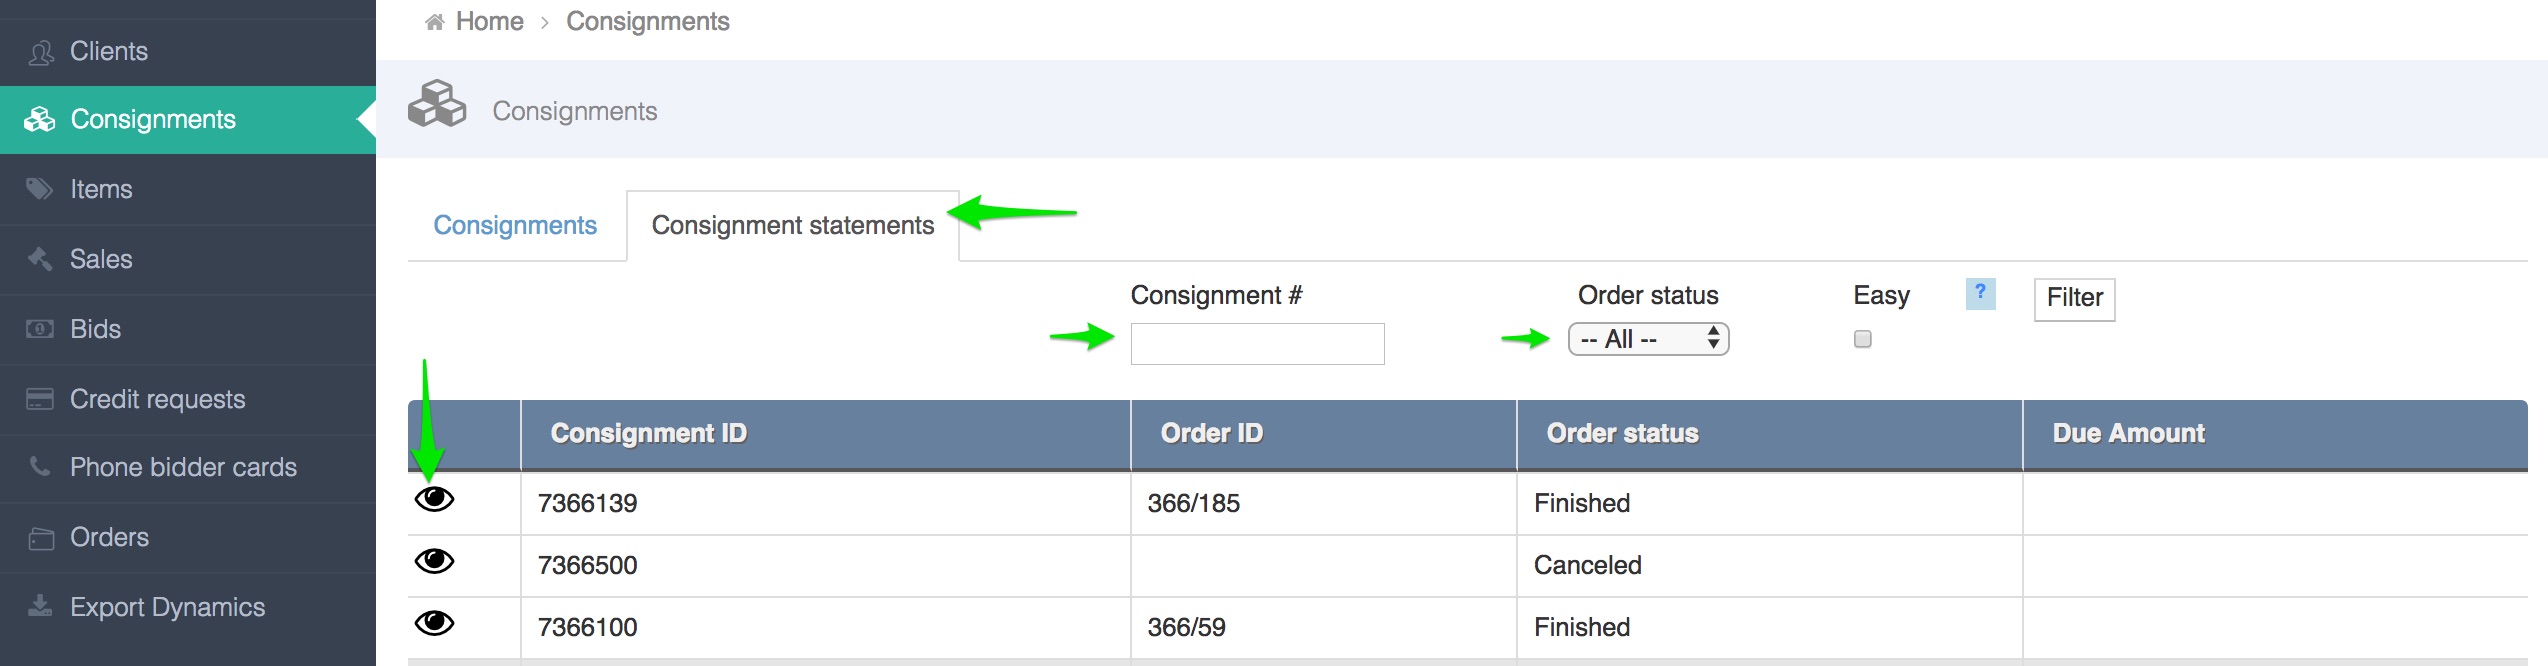 Home > Consignments
Clients
Consignments
Items
Sales
Bids
Credit requests
Phone bidder cards
Orders
Export Dynamics
Consignments
Consignments Consignment statements
Consignment # Order status Easy ? Filter
-- All --
Consignment ID Order ID Order status Due Amount
7366139 366/185 Finished
7366500 Canceled
7366100 366/59 Finished